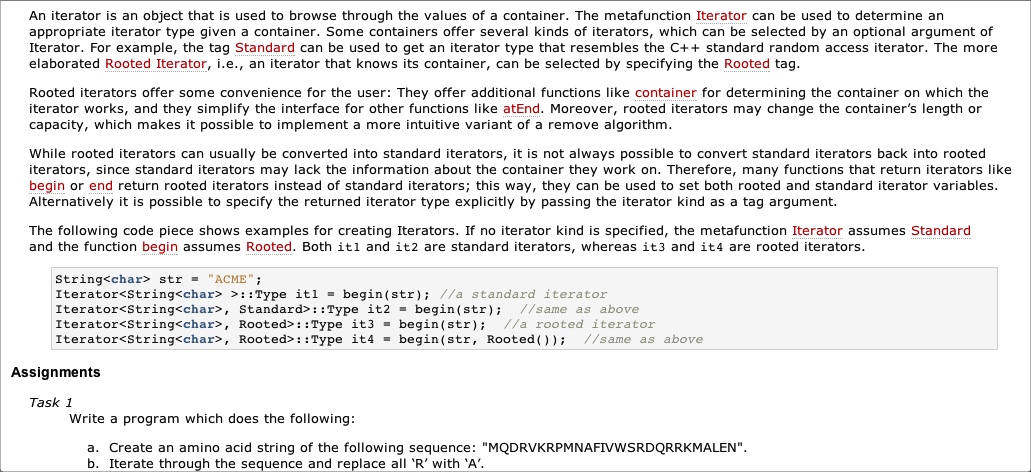 An iterator is an object that is used to browse through the values of a container. The metafunction Iterator can be used to determine an
appropriate iterator type given a container. Some containers offer several kinds of iterators, which can be selected by an optional argument of
Iterator. For example, the tag Standard can be used to get an iterator type that resembles the C++ standard random access iterator. The more
elaborated Rooted Iterator, i.e., an iterator that knows its container, can be selected by specifying the Rooted tag.
Rooted iterators offer some convenience for the user: They offer additional functions like container for determining the container on which the
iterator works, and they simplify the interface for other functions like atEnd. Moreover, rooted iterators may change the container’s length or
capacity, which makes it possible to implement a more intuitive variant of a remove algorithm.
While rooted iterators can usually be converted into standard iterators, it is not always possible to convert standard iterators back into rooted
iterators, since standard iterators may lack the information about the container they work on. Therefore, many functions that return iterators like
begin or end return rooted iterators instead of standard iterators; this way, they can be used to set both rooted and standard iterator variables.
Alternatively it is possible to specify the returned iterator type explicitly by passing the iterator kind as a tag argument.
The following code piece shows examples for creating Iterators. If no iterator kind is specified, the metafunction Iterator assumes Standard
and the function begin assumes Rooted. Both it1 and it2 are standard iterators, whereas it3 and it4 are rooted iterators.
String<char> str = "ACME";
Iterator<String<char> >::Type it1 = begin(str); //a standard iterator
Iterator<String<char>, Standard>::Type it2 = begin(str);  //same as above
Iterator<String<char>, Rooted>::Type it3 = begin(str);  //a rooted iterator
Iterator<String<char>, Rooted>::Type it4 = begin(str, Rooted());  //same as above
Assignments
Task 1
Write a program which does the following:
a. Create an amino acid string of the following sequence: "MQDRVKRPMNAFIVWSRDQRRKMALEN".
b. Iterate through the sequence and replace all ‘R’ with ‘A’.